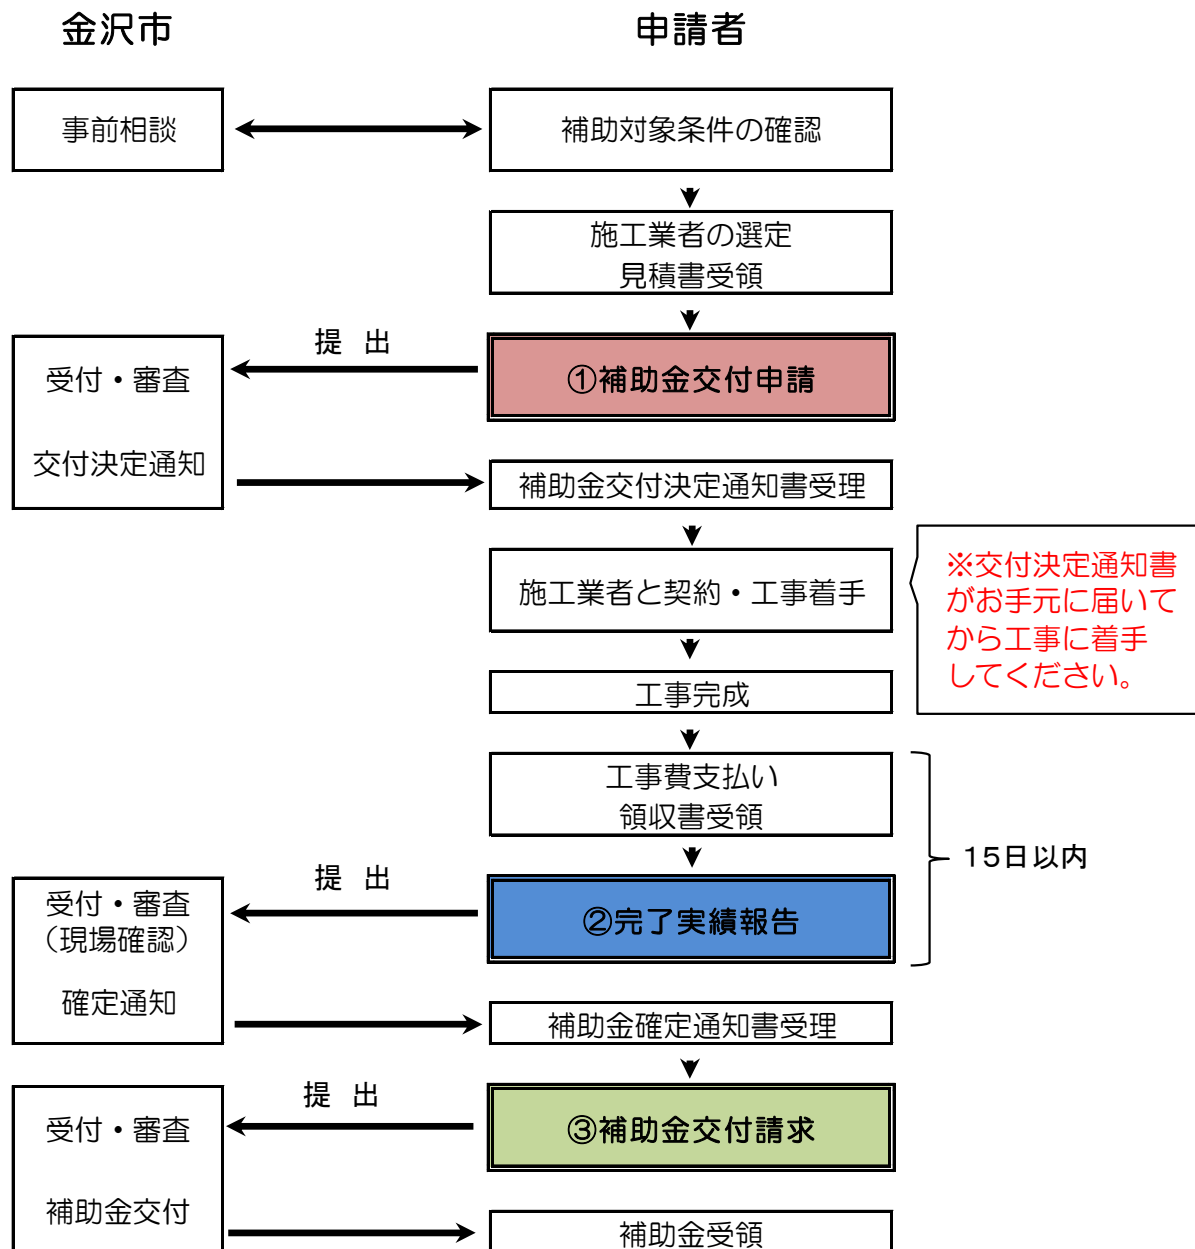 金沢市
申請者
事前相談
補助対象条件の確認
施工業者の選定
見積書受領
提 出
受付・審査
①補助金交付申請
交付決定通知
補助金交付決定通知書受理
施工業者と契約・工事着手
※交付決定通知書
がお手元に届いて
から工事に着手
してください。
工事完成
工事費支払い
領収書受領
15日以内
提 出
受付・審査
（現場確認）
②完了実績報告
確定通知
補助金確定通知書受理
提 出
受付・審査
③補助金交付請求
補助金交付
補助金受領